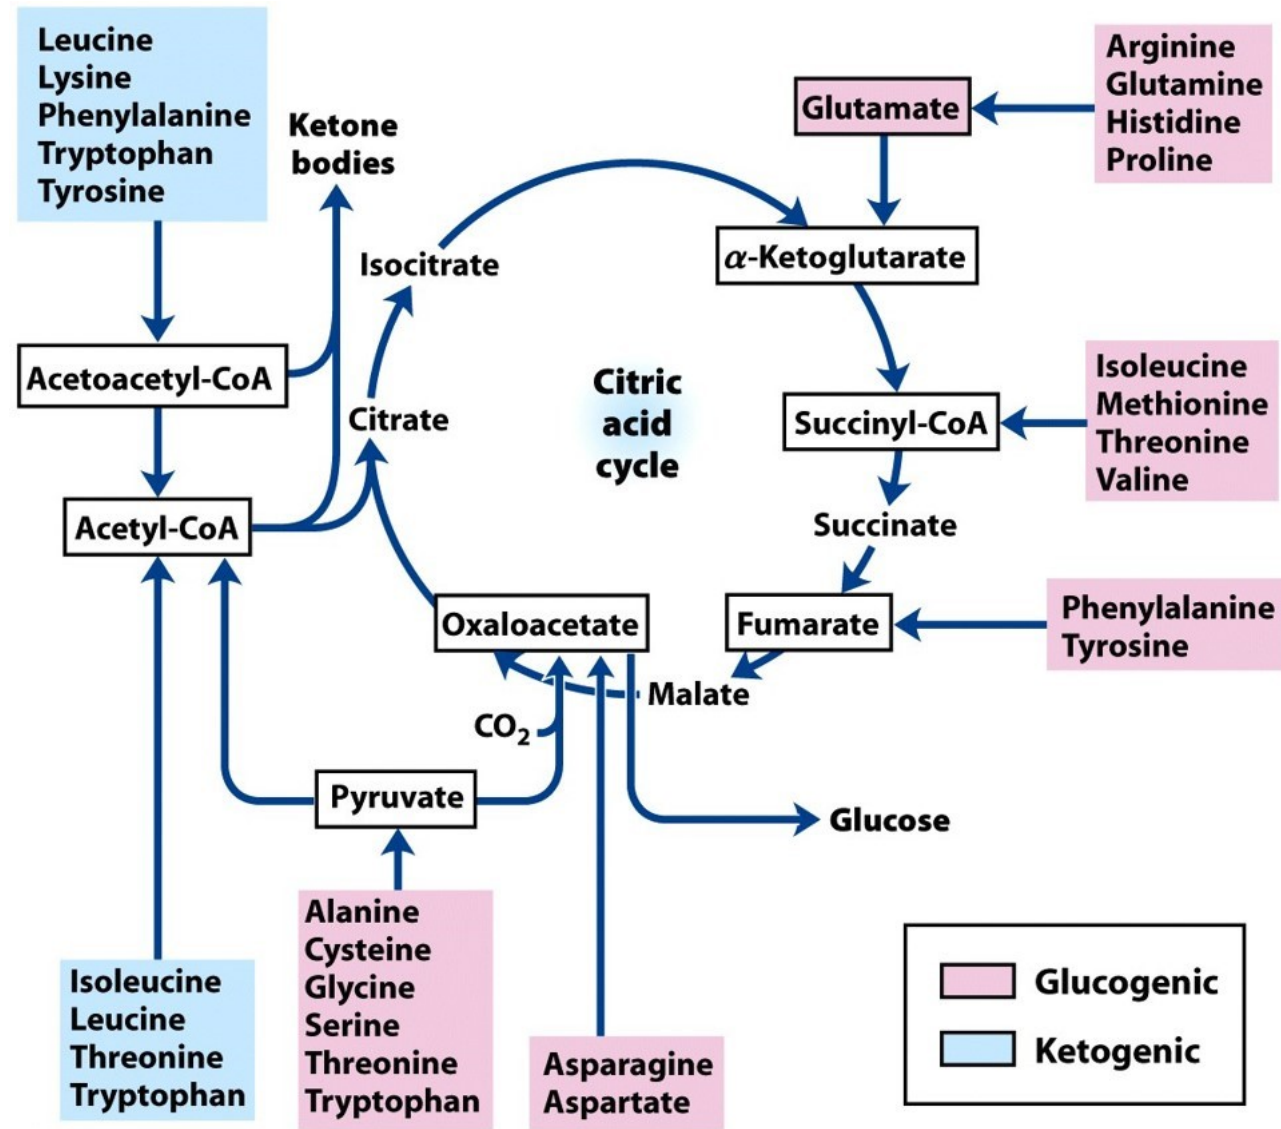 Leucine
Lysine
Phenylalanine
Tryptophan
Tyrosine
Ketone
bodies
Glutamate
Arginine
Glutamine
Histidine
Proline
Isocitrate
α-Ketoglutarate
Acetoacetyl-CoA
Citrate
Citric
acid
cycle
Succinyl-CoA
Isoleucine
Methionine
Threonine
Valine
Acetyl-CoA
Succinate
Oxaloacetate
Fumarate
Phenylalanine
Tyrosine
Malate
CO₂
Pyruvate
Glucose
Isoleucine
Leucine
Threonine
Tryptophan
Alanine
Cysteine
Glycine
Serine
Threonine
Tryptophan
Asparagine
Aspartate
Glucogenic
Ketogenic